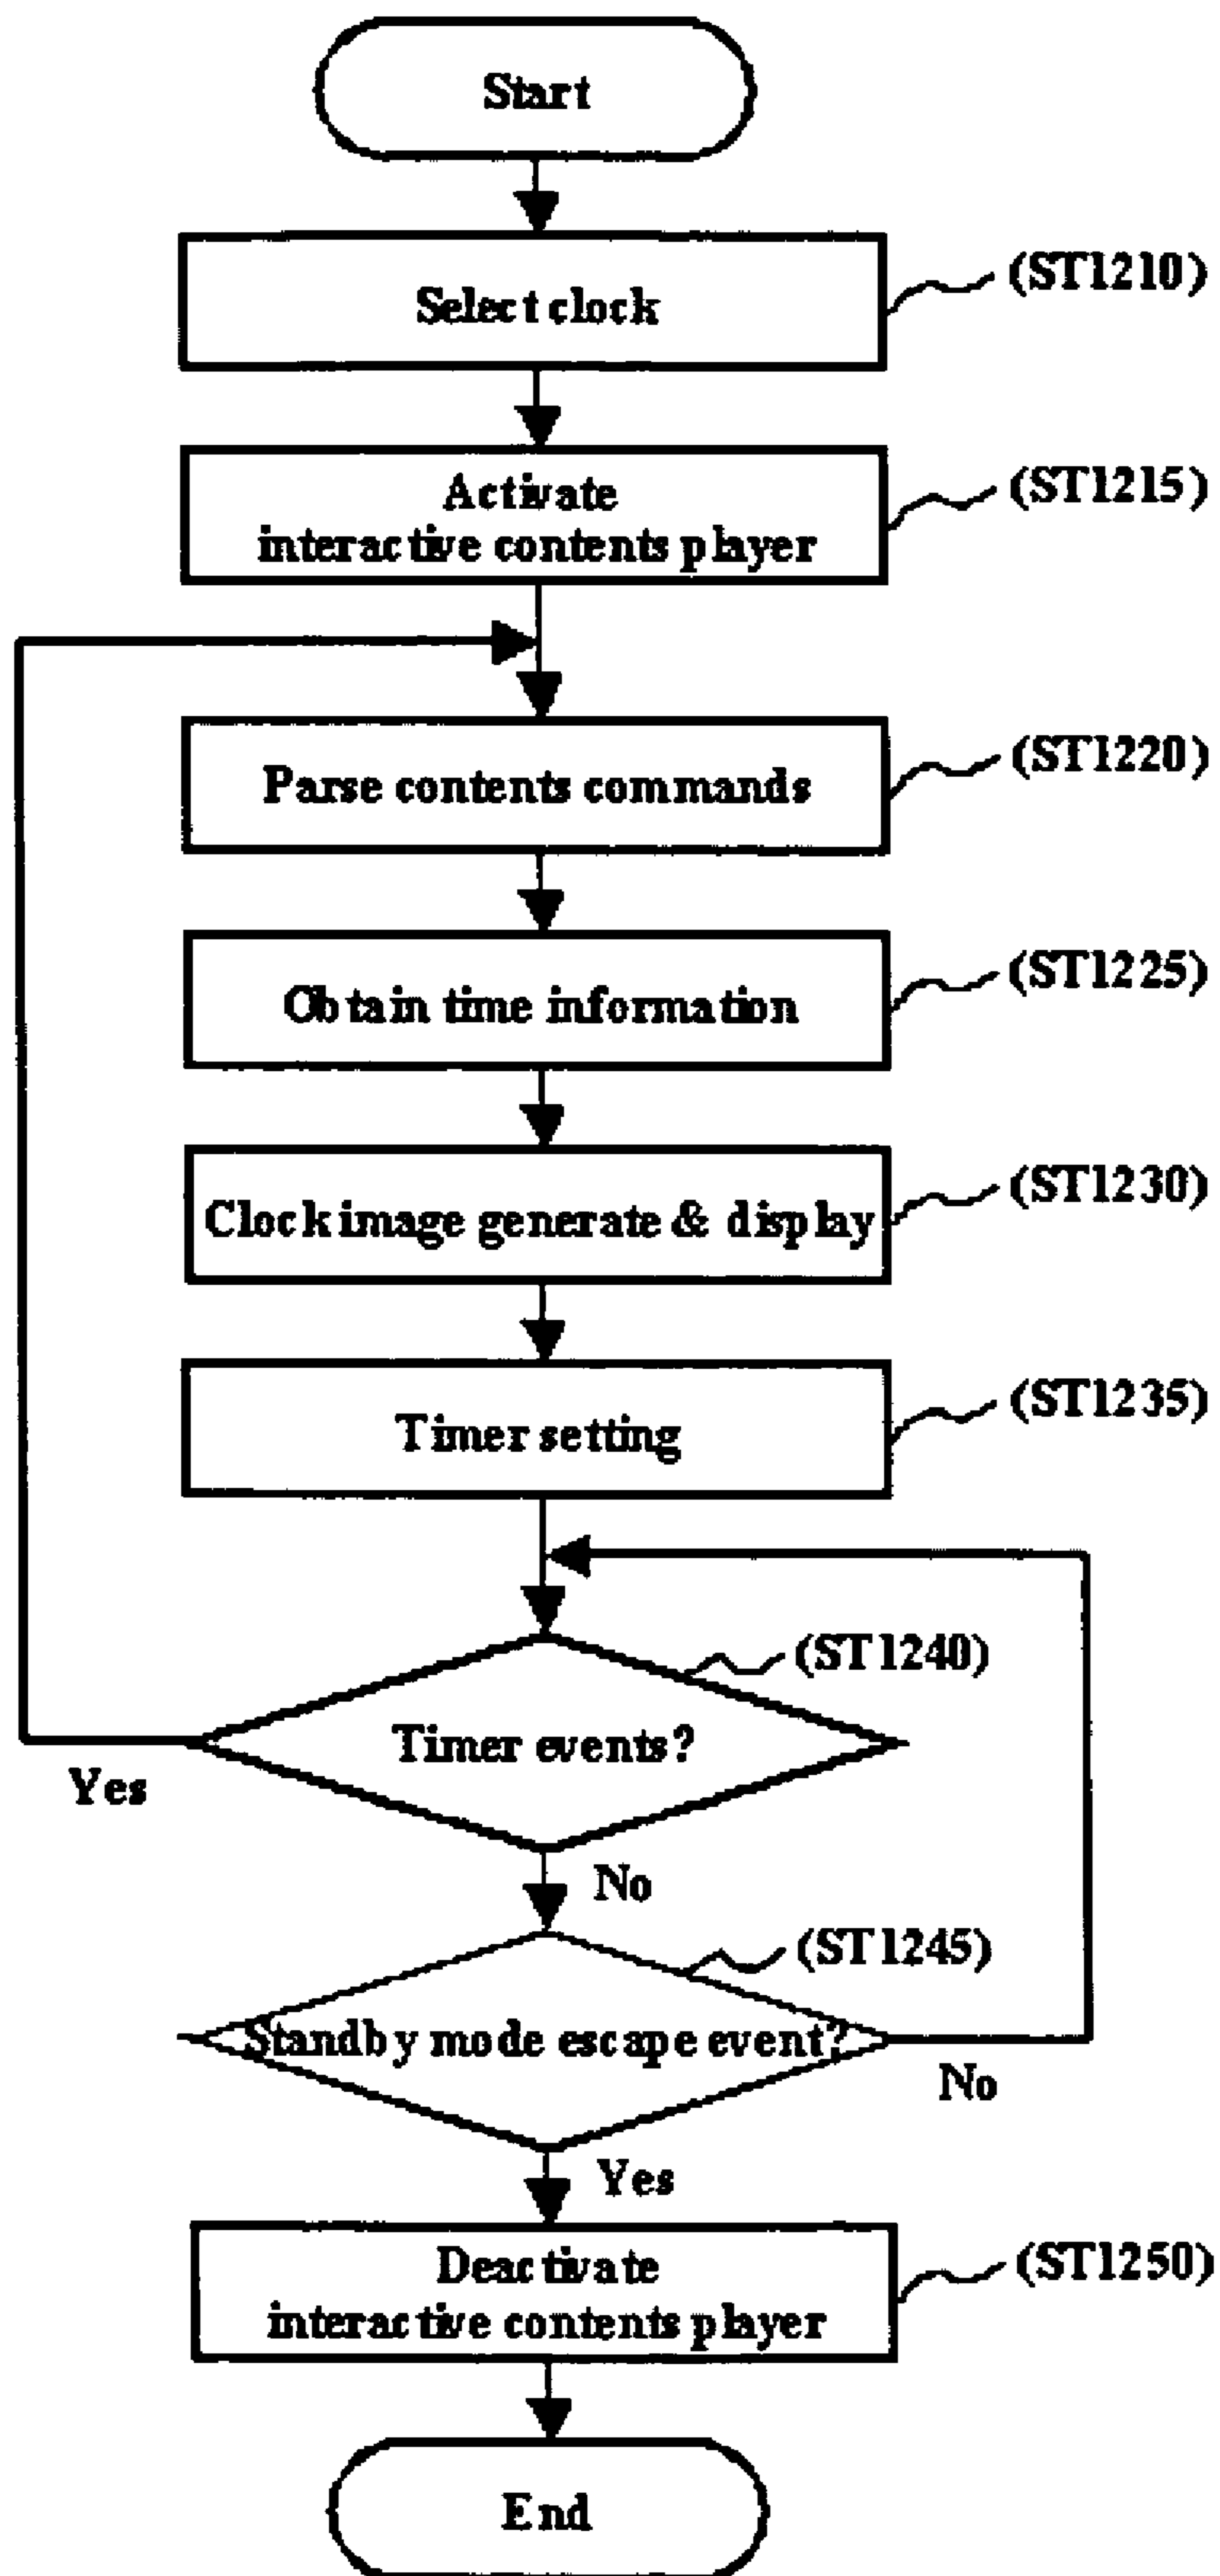 Start
Select clock
(ST1210)
Activate
interactive contents player
(ST1215)
Parse contents commands
(ST1220)
Obtain time information
(ST1225)
Clock image generate & display
(ST1230)
Timer setting
(ST1235)
(ST1240)
Timer events?
Yes
No
(ST1245)
Standby mode escape event?
No
Yes
Deactivate
interactive contents player
(ST1250)
End